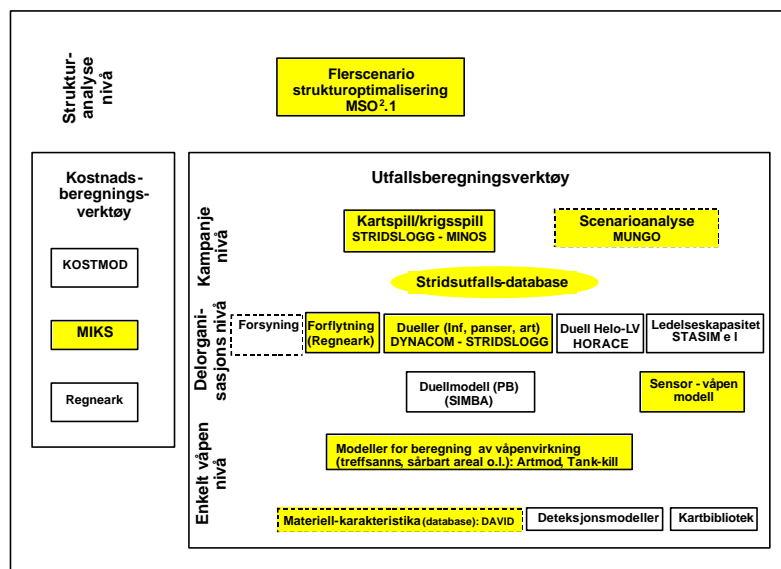 Struktur-
analyse
nivå
Flerscenario
strukturoptimalisering
MSO².1
Kostnads-
beregnings-
verktøy
KOSTMOD
MIKS
Regneark
Utfallsberegningsverktøy
Kampanje
nivå
Kartspill/krigsspill
STRIDSLOGG - MINOS
Scenarioanalyse
MUNGO
Stridsutfalls-database
Delorgani-
sasjons nivå
Forsyning
Forflytning
(Regneark)
Dueller (Inf, panser, art)
DYNACOM - STRIDSLOGG
Duell Helo-LV
HORACE
Ledelseskapasitet
STASIM e l
Duellmodell (PB)
(SIMBA)
Sensor - våpen
modell
Enkelt våpen
nivå
Modeller for beregning av våpenvirkning
(treffsanns, sårbart areal o.l.): Artmod, Tank-kill
Materiell-karakteristika (database): DAVID
Deteksjonsmodeller
Kartbibliotek